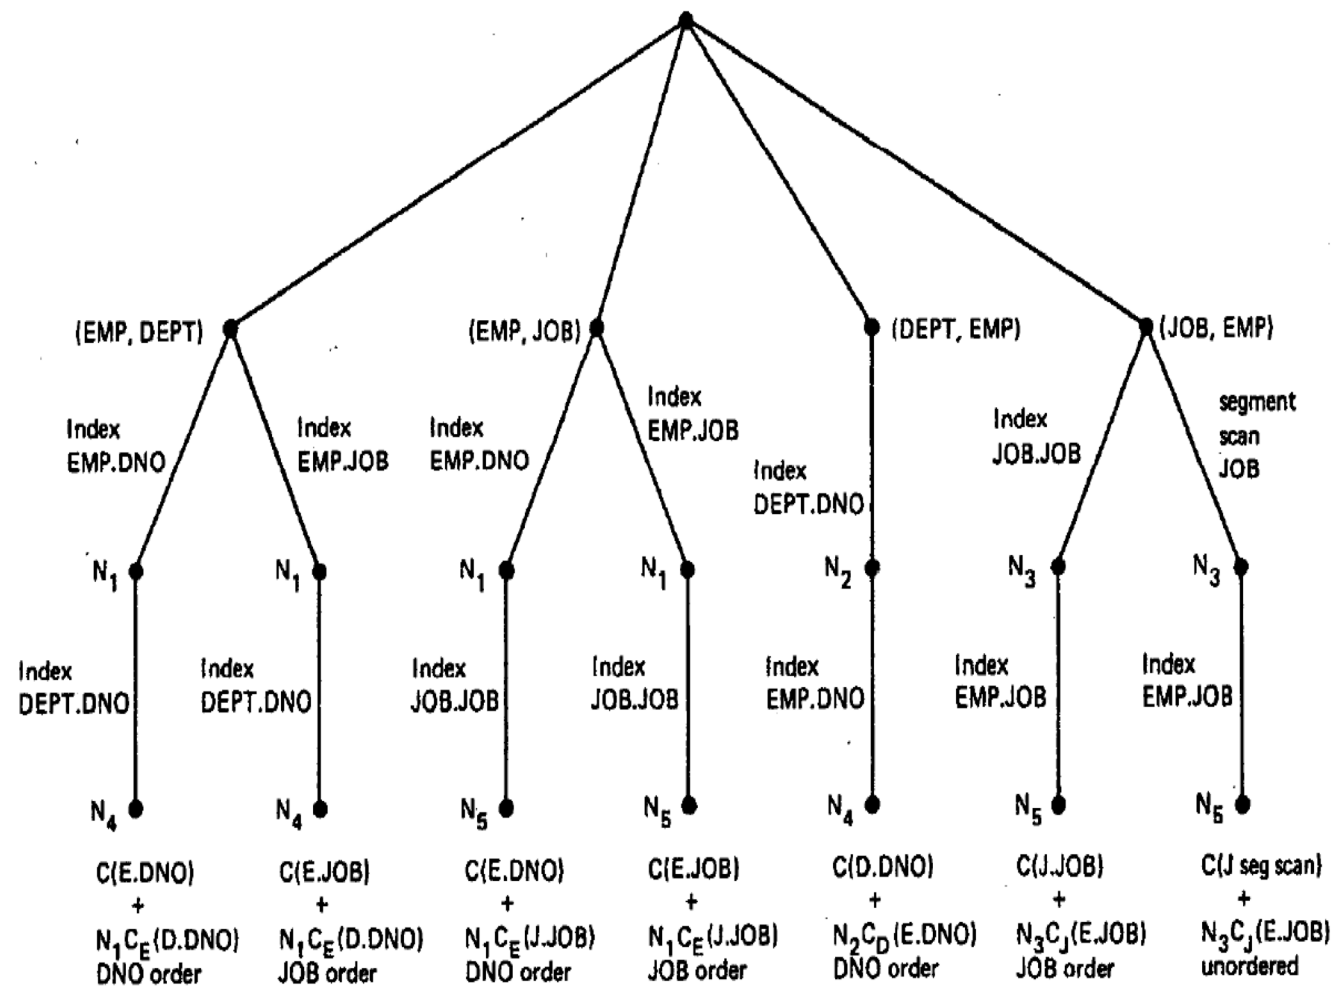 (EMP, DEPT)
(EMP, JOB)
(DEPT, EMP)
(JOB, EMP)
Index
EMP.DNO
Index
EMP.JOB
Index
EMP.DNO
Index
EMP.JOB
Index
DEPT.DNO
Index
JOB.JOB
segment
scan
JOB
N1
N1
N1
N1
N2
N3
N3
Index
DEPT.DNO
Index
DEPT.DNO
Index
JOB.JOB
Index
JOB.JOB
Index
EMP.DNO
Index
EMP.JOB
Index
EMP.JOB
N4
N4
N5
N5
N4
N5
N5
C(E.DNO)
+
N1CE(D.DNO)
DNO order
C(E.JOB)
+
N1CE(D.DNO)
JOB order
C(E.DNO)
+
N1CE(J.JOB)
DNO order
C(E.JOB)
+
N1CE(J.JOB)
JOB order
C(D.DNO)
+
N2CD(E.DNO)
DNO order
C(J.JOB)
+
N3CJ(E.JOB)
JOB order
C(J seg scan)
+
N3CJ(E.JOB)
unordered